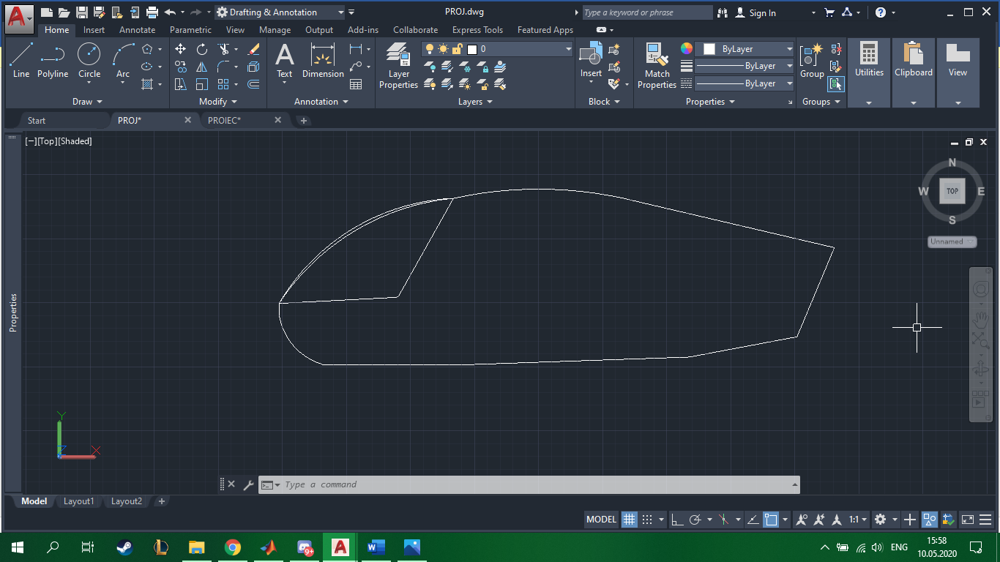 A Drafting & Annotation PROJ.dwg Type a keyword or phrase Sign In ?
Home Insert Annotate Parametric View Manage Output Add-ins Collaborate Express Tools Featured Apps
0 ByLayer
ByLayer
ByLayer
Line Polyline Circle Arc A Text Dimension Layer Properties Insert Match Properties Group Utilities Clipboard View
Draw Modify Annotation Layers Block Properties Groups
Start PROJ* PROIEC* +
[−][Top][Shaded]
N
W TOP E
S
Unnamed
Properties
Y
X
Type a command
Model Layout1 Layout2 +
MODEL 1:1
9+ A W ENG 15:58
10.05.2020